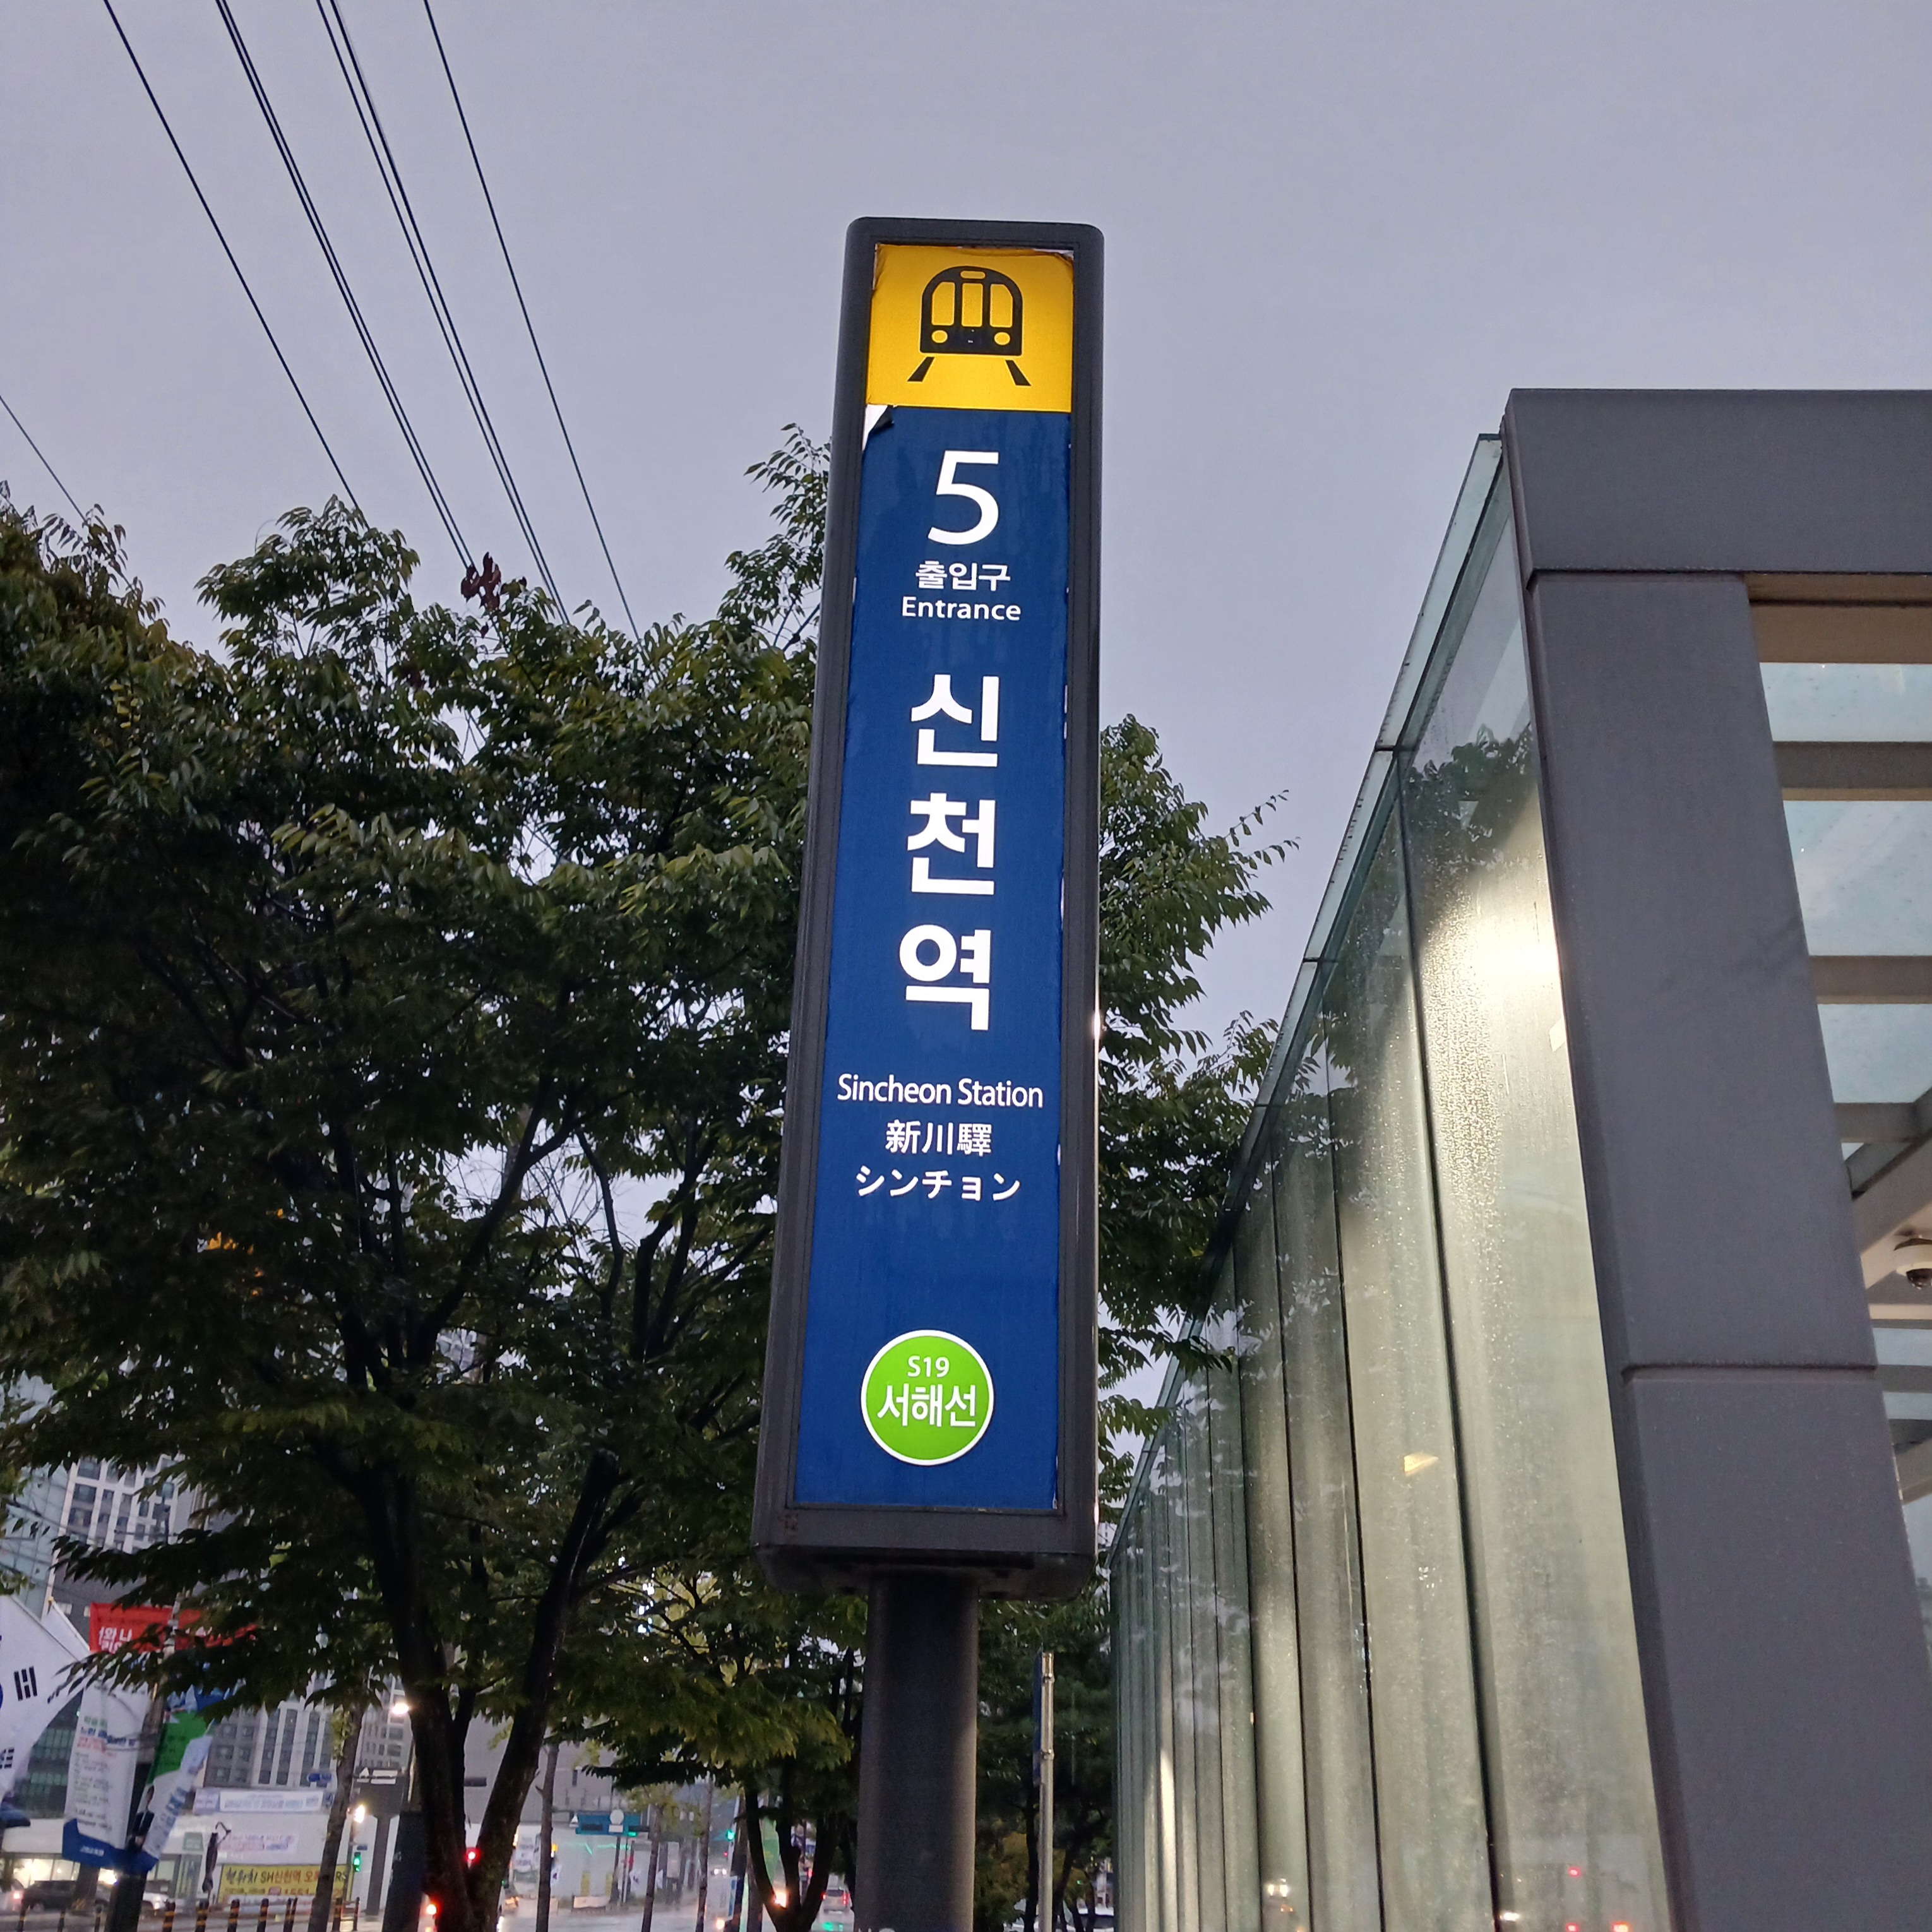 5
출입구
Entrance
신
천
역
Sincheon Station
新川驛
シンチョン
S19
서해선